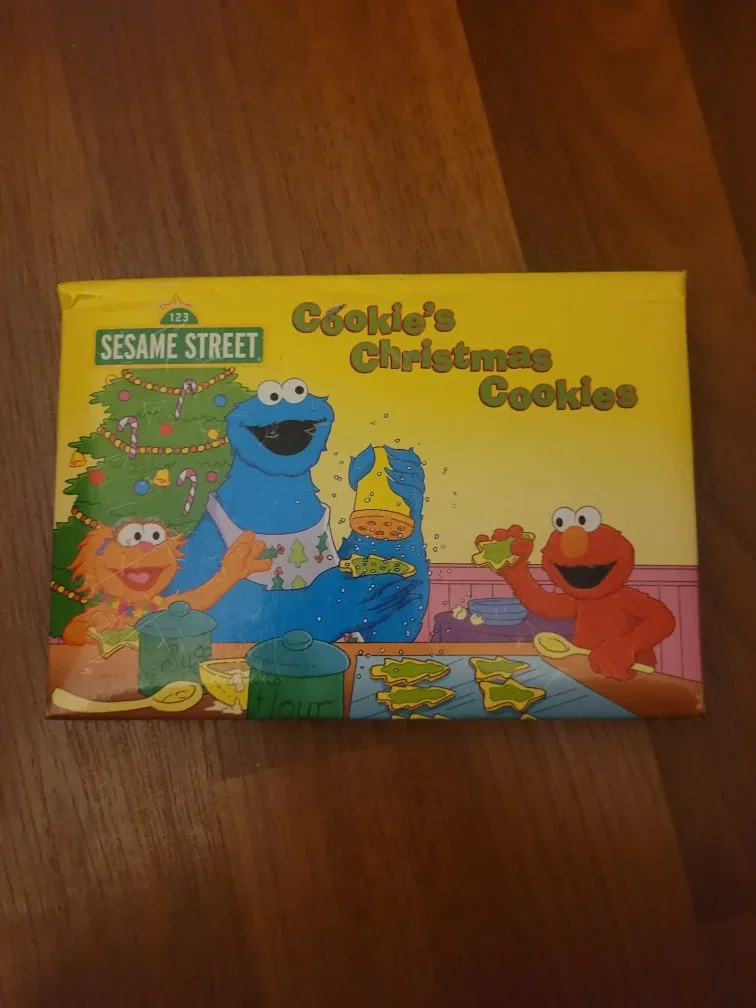 123
SESAME STREET
Cookie's
Christmas
Cookies
Flour